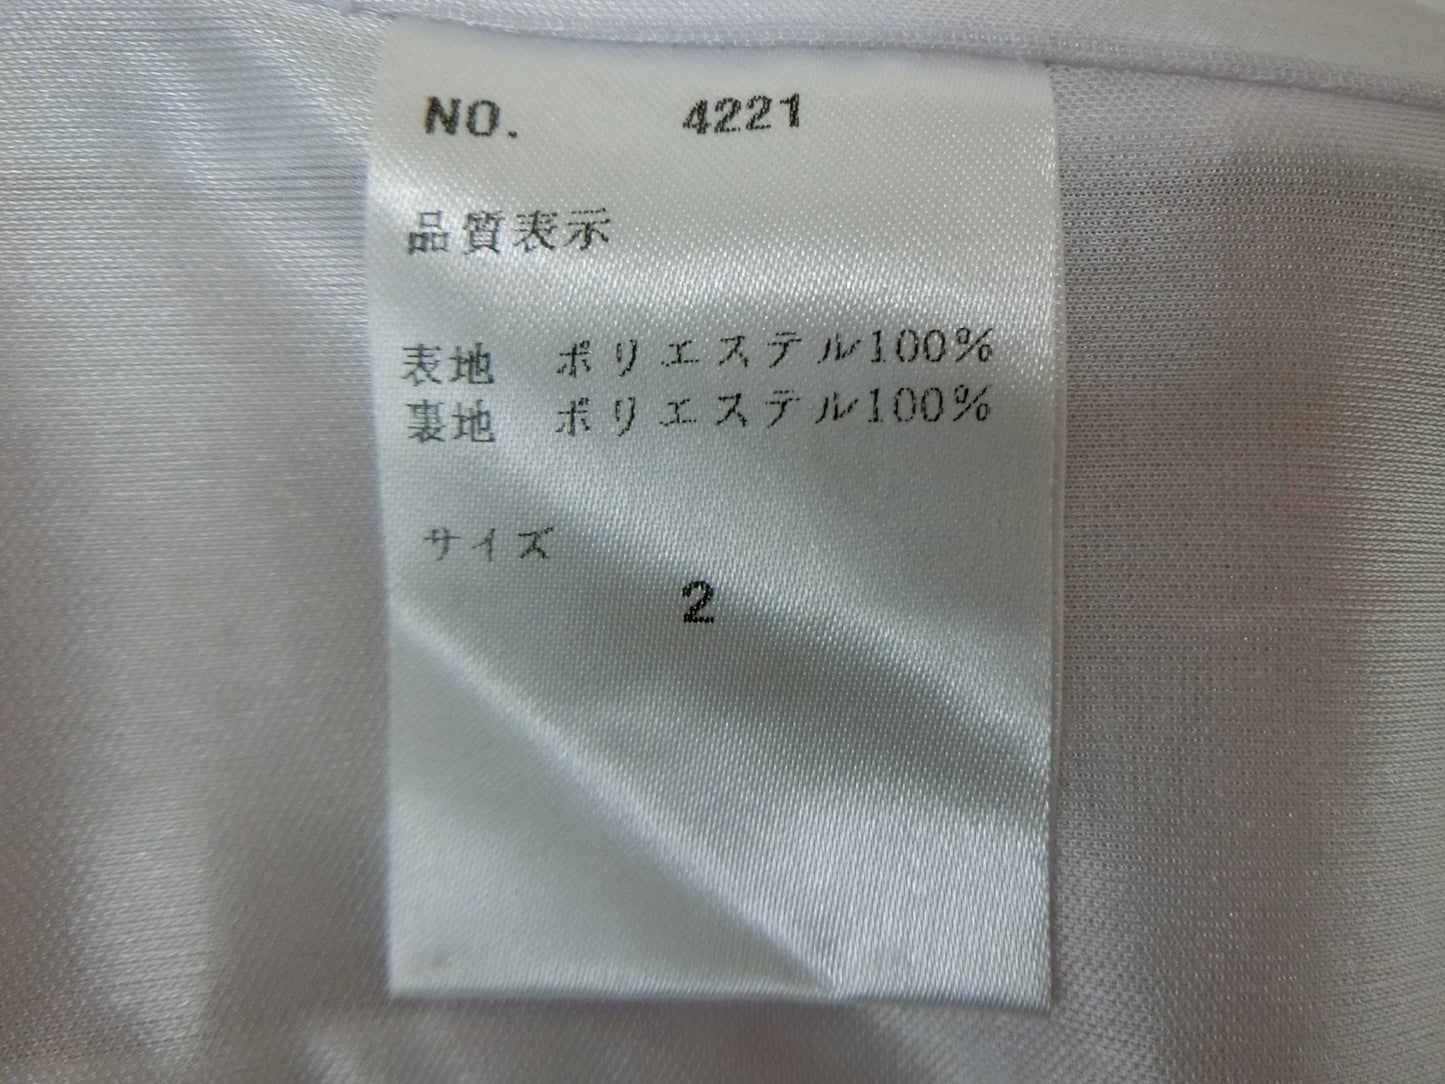 NO. 4221
品質表示
表地 ポリエステル100%
裏地 ポリエステル100%
サイズ
2